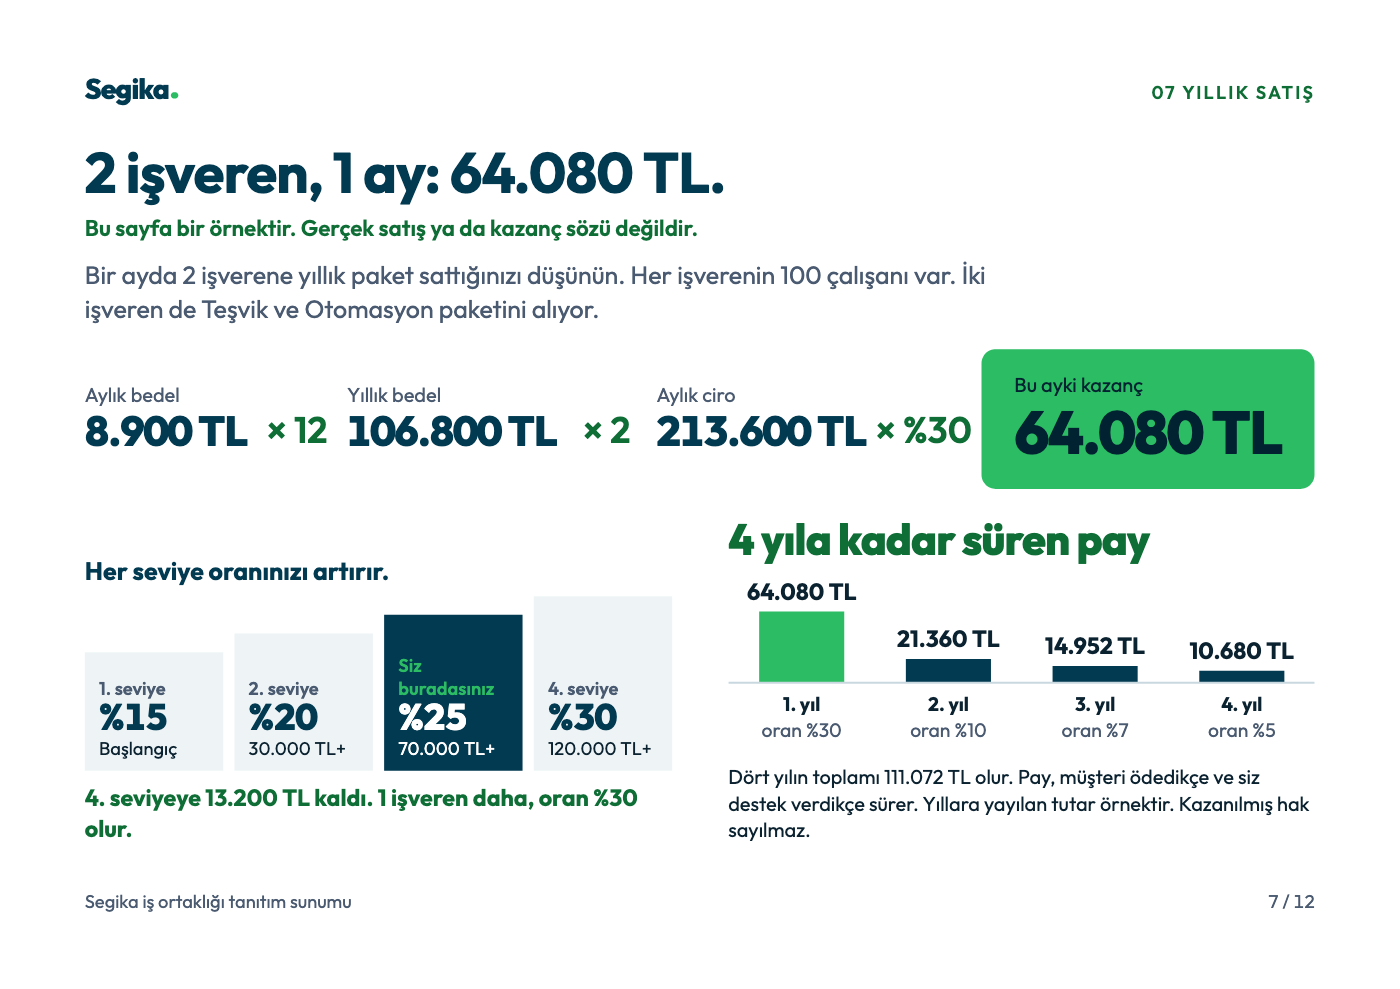 Segika.
07 YILLIK SATIŞ
2 işveren, 1 ay: 64.080 TL.
Bu sayfa bir örnektir. Gerçek satış ya da kazanç sözü değildir.
Bir ayda 2 işverene yıllık paket sattığınızı düşünün. Her işverenin 100 çalışanı var. İki
işveren de Teşvik ve Otomasyon paketini alıyor.
Aylık bedel
8.900 TL
× 12
Yıllık bedel
106.800 TL
× 2
Aylık ciro
213.600 TL
× %30
Bu ayki kazanç
64.080 TL
Her seviye oranınızı artırır.
1. seviye
%15
Başlangıç
2. seviye
%20
30.000 TL+
Siz
buradasınız
%25
70.000 TL+
4. seviye
%30
120.000 TL+
4. seviyeye 13.200 TL kaldı. 1 işveren daha, oran %30
olur.
4 yıla kadar süren pay
64.080 TL
21.360 TL
14.952 TL
10.680 TL
1. yıl
2. yıl
3. yıl
4. yıl
oran %30
oran %10
oran %7
oran %5
Dört yılın toplamı 111.072 TL olur. Pay, müşteri ödedikçe ve siz
destek verdikçe sürer. Yıllara yayılan tutar örnektir. Kazanılmış hak
sayılmaz.
Segika iş ortaklığı tanıtım sunumu
7 / 12